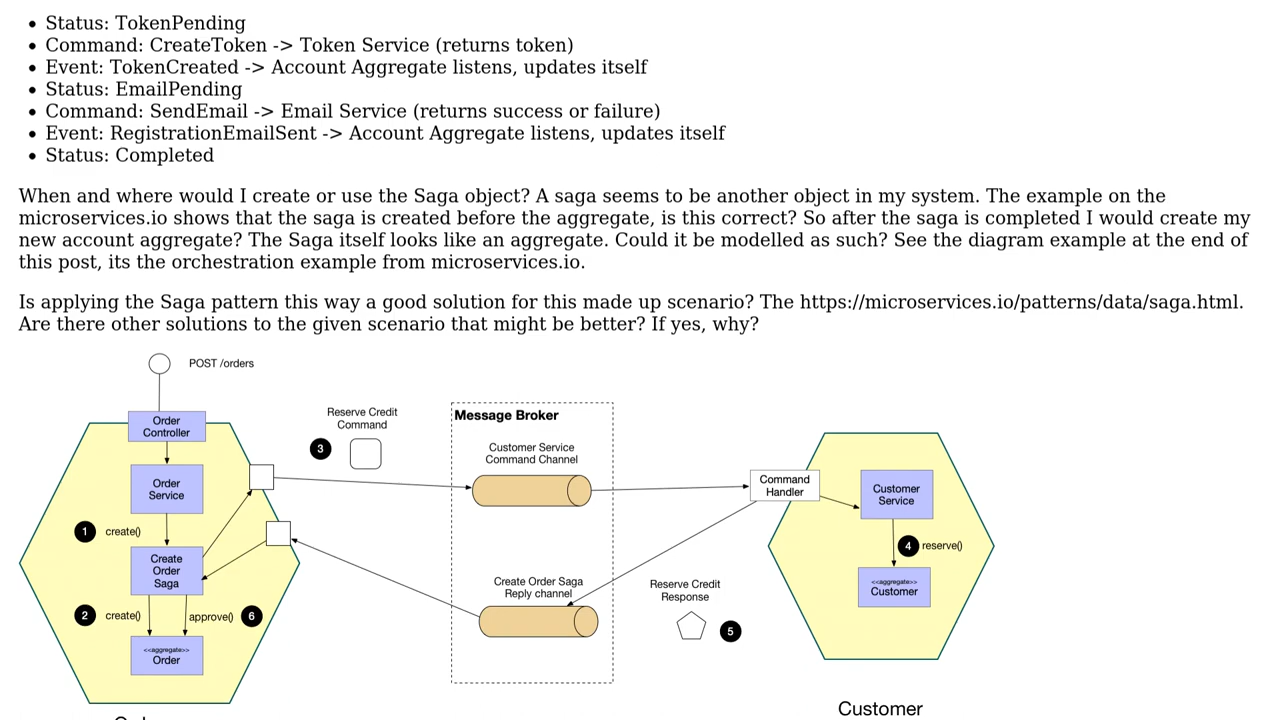 Status: TokenPending
Command: CreateToken -> Token Service (returns token)
Event: TokenCreated -> Account Aggregate listens, updates itself
Status: EmailPending
Command: SendEmail -> Email Service (returns success or failure)
Event: RegistrationEmailSent -> Account Aggregate listens, updates itself
Status: Completed
When and where would I create or use the Saga object? A saga seems to be another object in my system. The example on the
microservices.io shows that the saga is created before the aggregate, is this correct? So after the saga is completed I would create my
new account aggregate? The Saga itself looks like an aggregate. Could it be modelled as such? See the diagram example at the end of
this post, its the orchestration example from microservices.io.
Is applying the Saga pattern this way a good solution for this made up scenario? The https://microservices.io/patterns/data/saga.html.
Are there other solutions to the given scenario that might be better? If yes, why?
POST /orders
Order
Controller
Order
Service
1 create()
Create
Order
Saga
2 create()
approve() 6
<<aggregate>>
Order
Reserve Credit
Command
3
Message Broker
Customer Service
Command Channel
Create Order Saga
Reply channel
Reserve Credit
Response
5
Command
Handler
Customer
Service
4 reserve()
<<aggregate>>
Customer
Customer